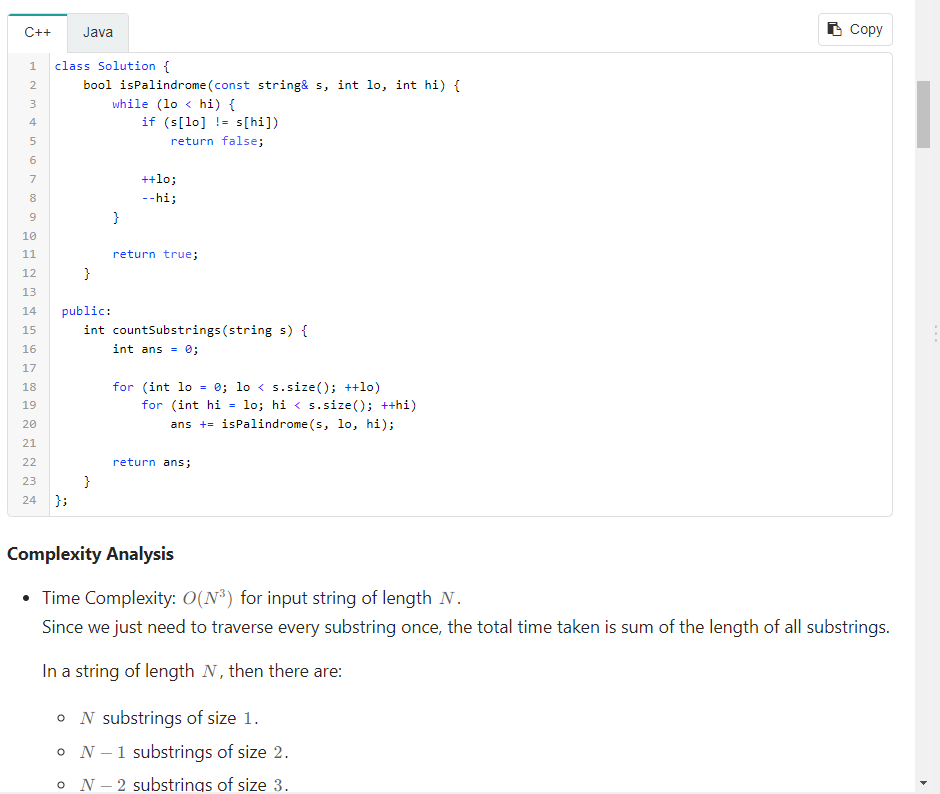 C++ Java Copy
1 class Solution {
2 bool isPalindrome(const string& s, int lo, int hi) {
3 while (lo < hi) {
4 if (s[lo] != s[hi])
5 return false;
6
7 ++lo;
8 --hi;
9 }
10
11 return true;
12 }
13
14 public:
15 int countSubstrings(string s) {
16 int ans = 0;
17
18 for (int lo = 0; lo < s.size(); ++lo)
19 for (int hi = lo; hi < s.size(); ++hi)
20 ans += isPalindrome(s, lo, hi);
21
22 return ans;
23 }
24 };
Complexity Analysis
• Time Complexity: O(N³) for input string of length N.
Since we just need to traverse every substring once, the total time taken is sum of the length of all substrings.
In a string of length N, then there are:
○ N substrings of size 1.
○ N − 1 substrings of size 2.
○ N − 2 substrings of size 3.